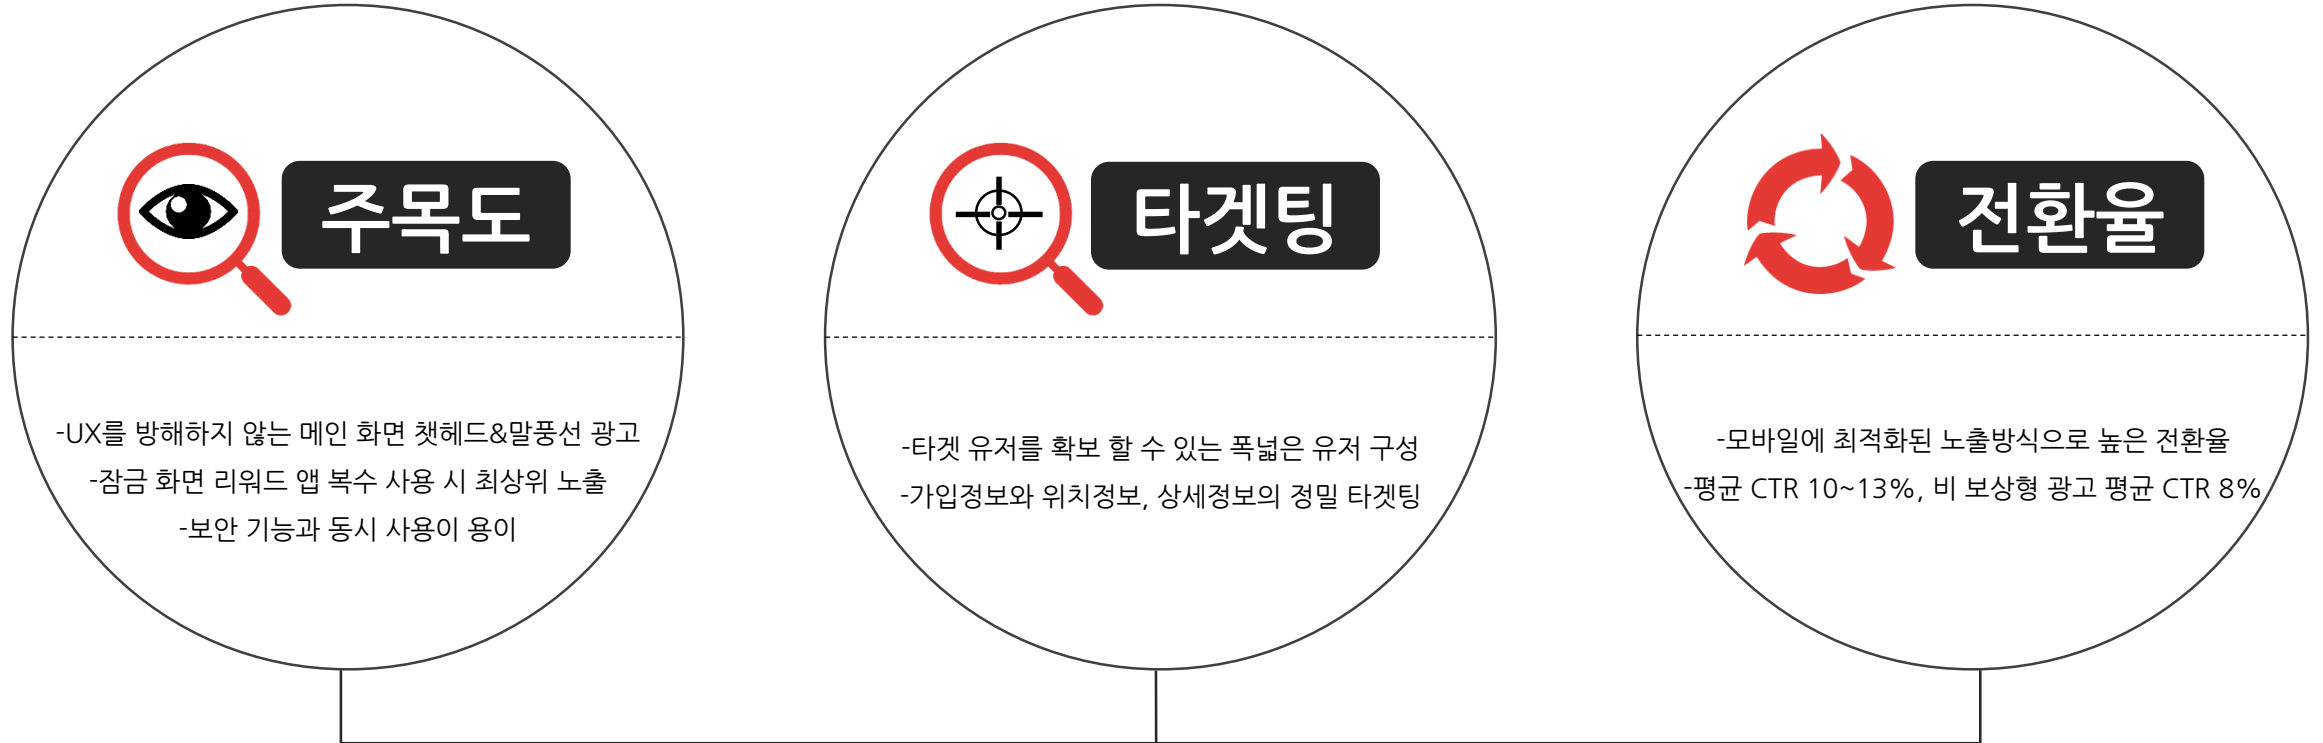 주목도
-UX를 방해하지 않는 메인 화면 챗헤드&말풍선 광고
-잠금 화면 리워드 앱 복수 사용 시 최상위 노출
-보안 기능과 동시 사용이 용이
타겟팅
-타겟 유저를 확보 할 수 있는 폭넓은 유저 구성
-가입정보와 위치정보, 상세정보의 정밀 타겟팅
전환율
-모바일에 최적화된 노출방식으로 높은 전환율
-평균 CTR 10~13%, 비 보상형 광고 평균 CTR 8%